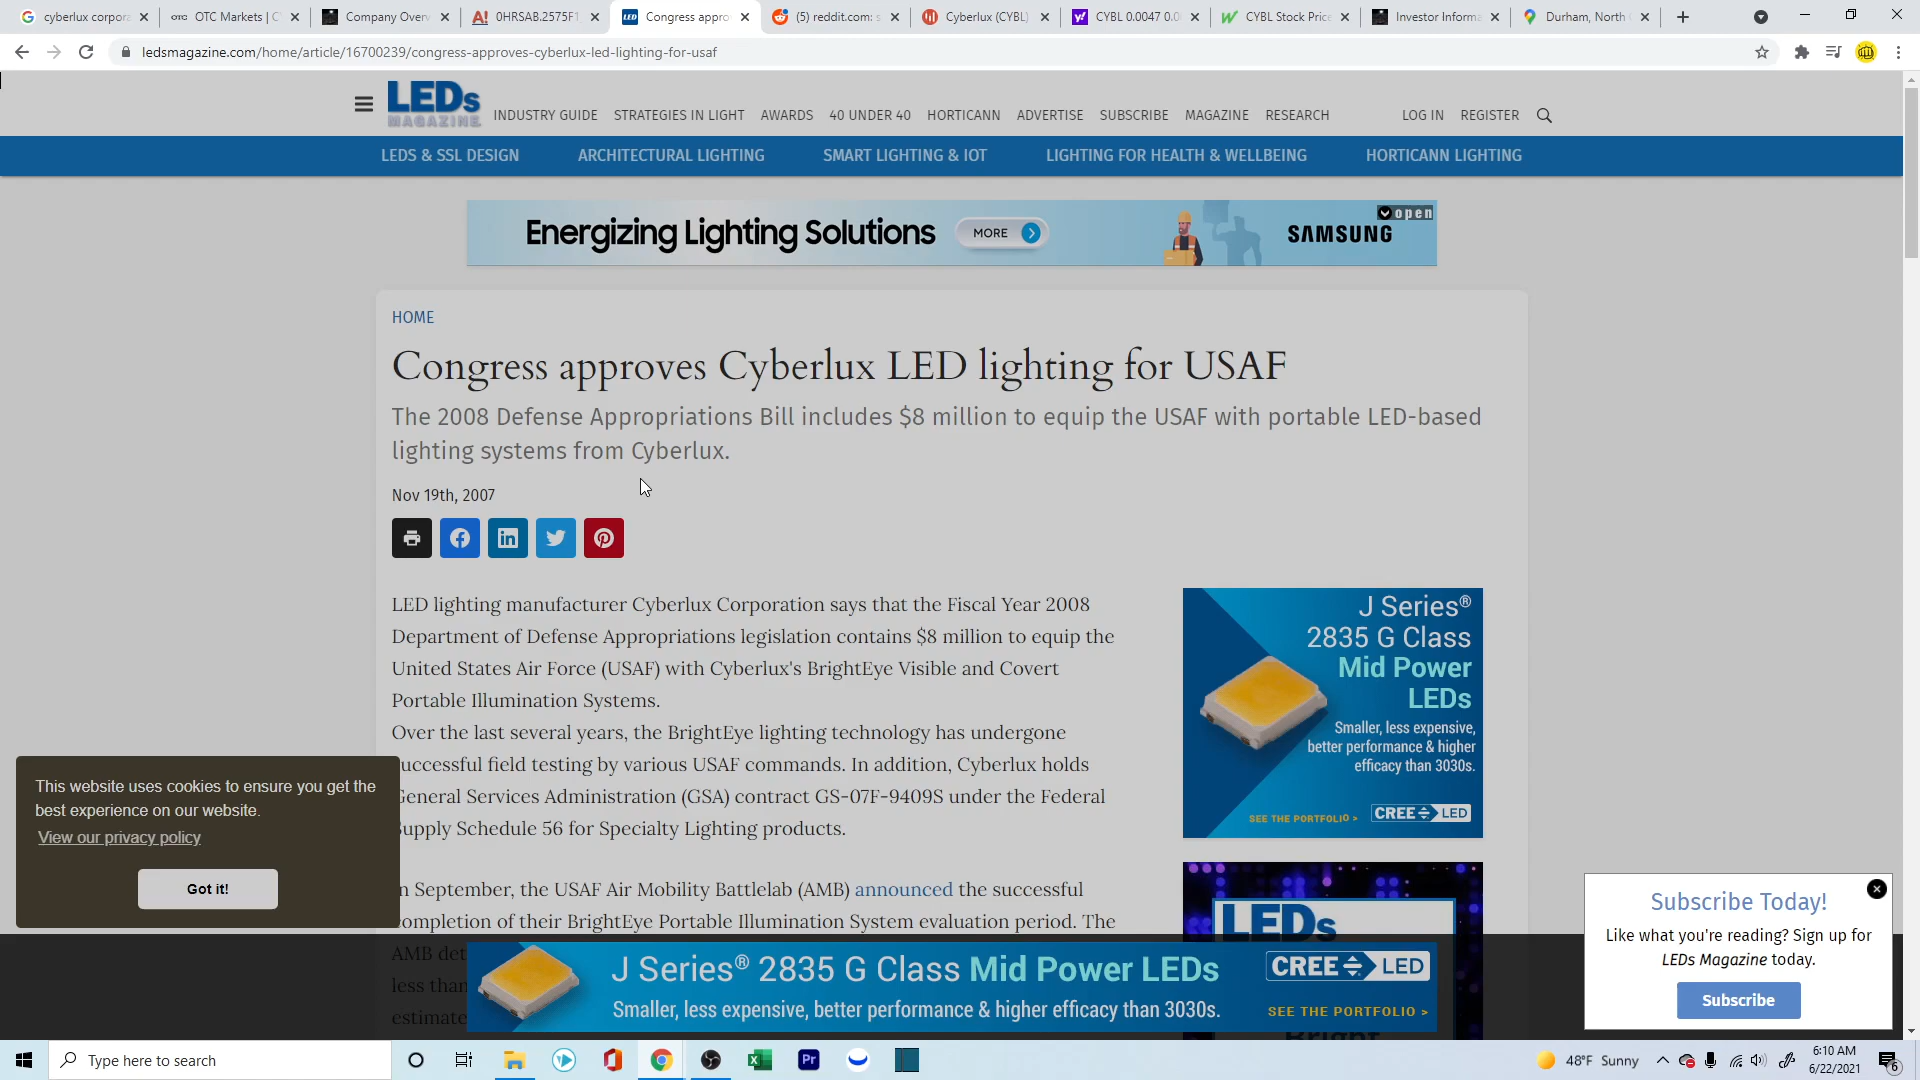 cyberlux corpora
OTC Markets | C
Company Overv
0HRSAB.2575F1
Congress appro
(5) reddit.com: s
Cyberlux (CYBL)
CYBL 0.0047 0.0
CYBL Stock Price
Investor Informa
Durham, North
ledsmagazine.com/home/article/16700239/congress-approves-cyberlux-led-lighting-for-usaf
LEDs
MAGAZINE
INDUSTRY GUIDE STRATEGIES IN LIGHT AWARDS 40 UNDER 40 HORTICANN ADVERTISE SUBSCRIBE MAGAZINE RESEARCH LOG IN REGISTER
LEDS & SSL DESIGN ARCHITECTURAL LIGHTING SMART LIGHTING & IOT LIGHTING FOR HEALTH & WELLBEING HORTICANN LIGHTING
Energizing Lighting Solutions MORE SAMSUNG
open
HOME
Congress approves Cyberlux LED lighting for USAF
The 2008 Defense Appropriations Bill includes $8 million to equip the USAF with portable LED-based
lighting systems from Cyberlux.
Nov 19th, 2007
LED lighting manufacturer Cyberlux Corporation says that the Fiscal Year 2008
Department of Defense Appropriations legislation contains $8 million to equip the
United States Air Force (USAF) with Cyberlux's BrightEye Visible and Covert
Portable Illumination Systems.
Over the last several years, the BrightEye lighting technology has undergone
uccessful field testing by various USAF commands. In addition, Cyberlux holds
General Services Administration (GSA) contract GS-07F-9409S under the Federal
upply Schedule 56 for Specialty Lighting products.
n September, the USAF Air Mobility Battlelab (AMB) announced the successful
ompletion of their BrightEye Portable Illumination System evaluation period. The
AMB det
less than
estimate
J Series® 
2835 G Class
Mid Power
LEDs
Smaller, less expensive,
better performance & higher
efficacy than 3030s.
SEE THE PORTFOLIO > CREE LED
LEDs
Bright
This website uses cookies to ensure you get the
best experience on our website.
View our privacy policy
Got it!
J Series® 2835 G Class Mid Power LEDs
Smaller, less expensive, better performance & higher efficacy than 3030s.
CREE LED
SEE THE PORTFOLIO >
Subscribe Today!
Like what you're reading? Sign up for
LEDs Magazine today.
Subscribe
Type here to search
Pr
48°F Sunny
6:10 AM
6/22/2021
6